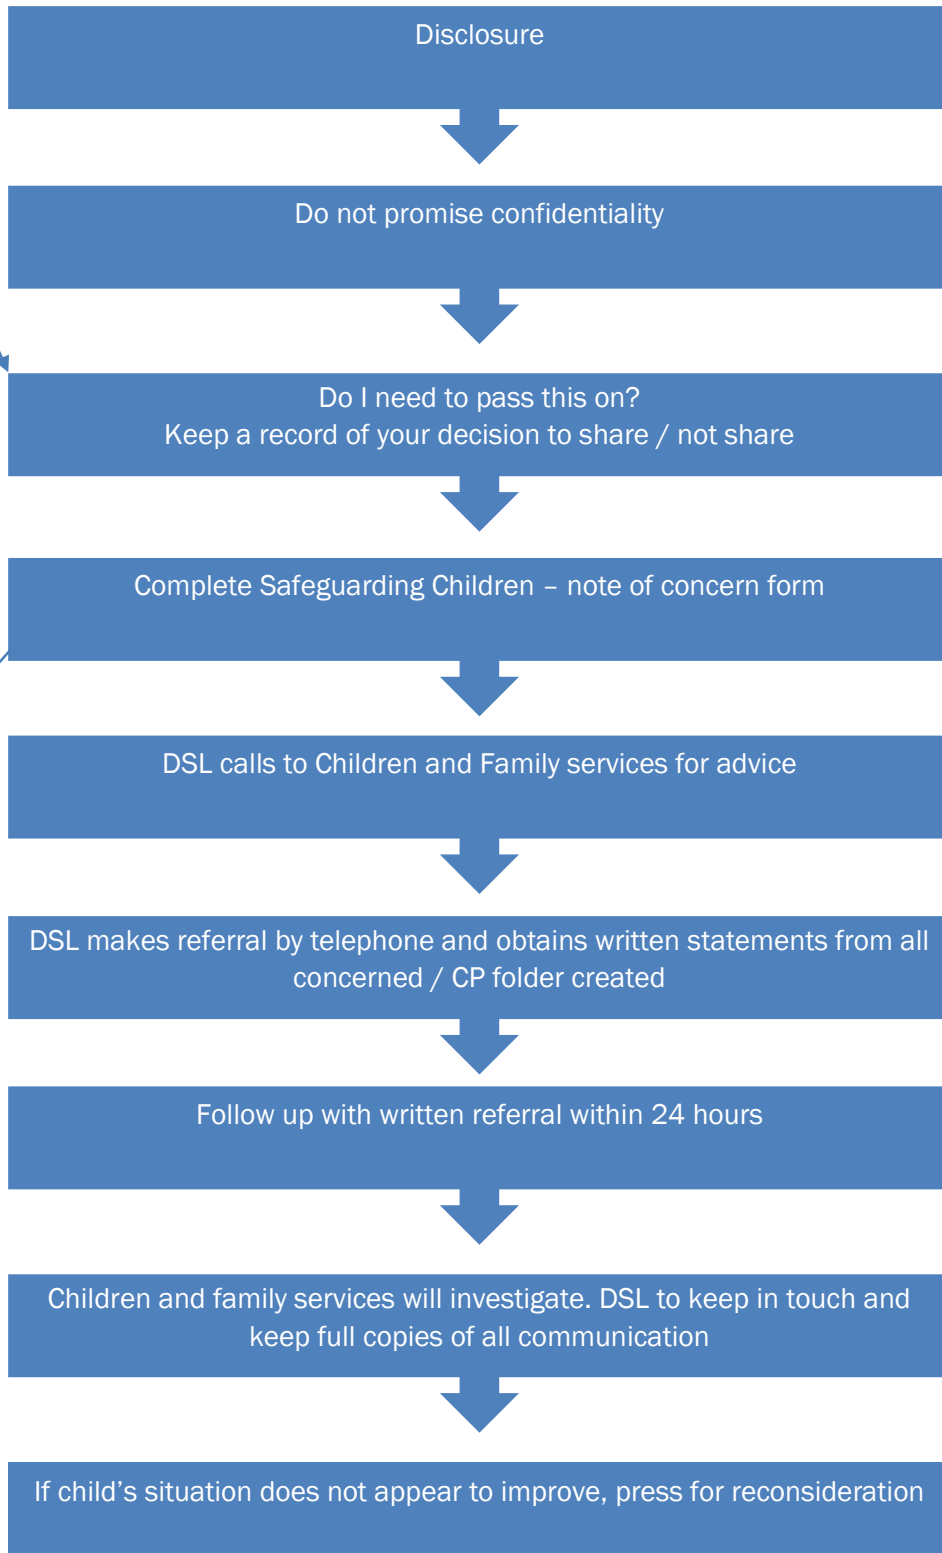 Disclosure
Do not promise confidentiality
Do I need to pass this on?
Keep a record of your decision to share / not share
Complete Safeguarding Children – note of concern form
DSL calls to Children and Family services for advice
DSL makes referral by telephone and obtains written statements from all
concerned / CP folder created
Follow up with written referral within 24 hours
Children and family services will investigate. DSL to keep in touch and
keep full copies of all communication
If child’s situation does not appear to improve, press for reconsideration